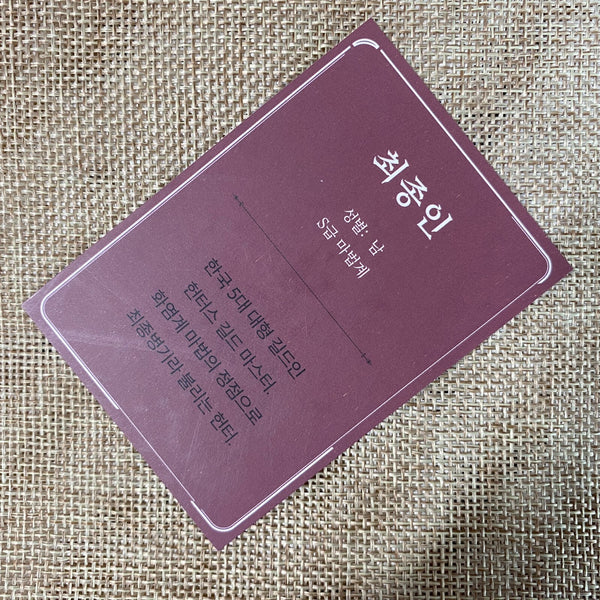 최종인
성별: 남
S급 마법계
한국 5대 대형 길드인
헌터스 길드 마스터.
화염계 마법의 정점으로
최종병기라 불리는 헌터.